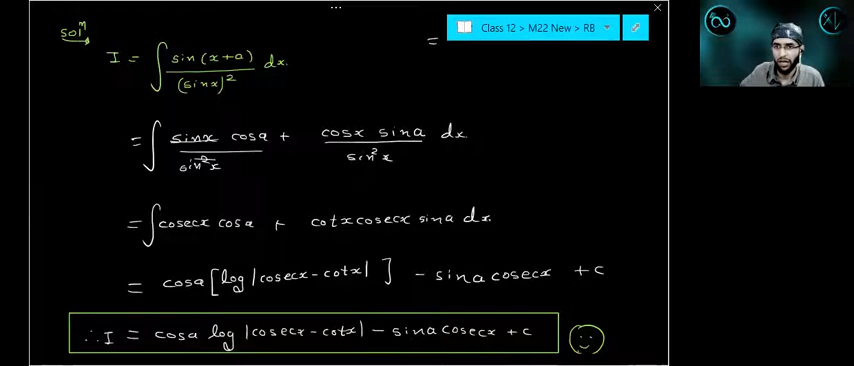 ...
Class 12 > M22 New > RB
=
solⁿ
I = ∫ sin(x+a)/(sinx)² dx.
= ∫ sinx cosa/sin²x + cosx sina/sin²x dx
= ∫ cosecx cosa + cotx cosecx sina dx.
= cosa [log|cosecx - cotx|] - sina cosecx + c
∴ I = cosa log|cosecx - cotx| - sina cosecx + c